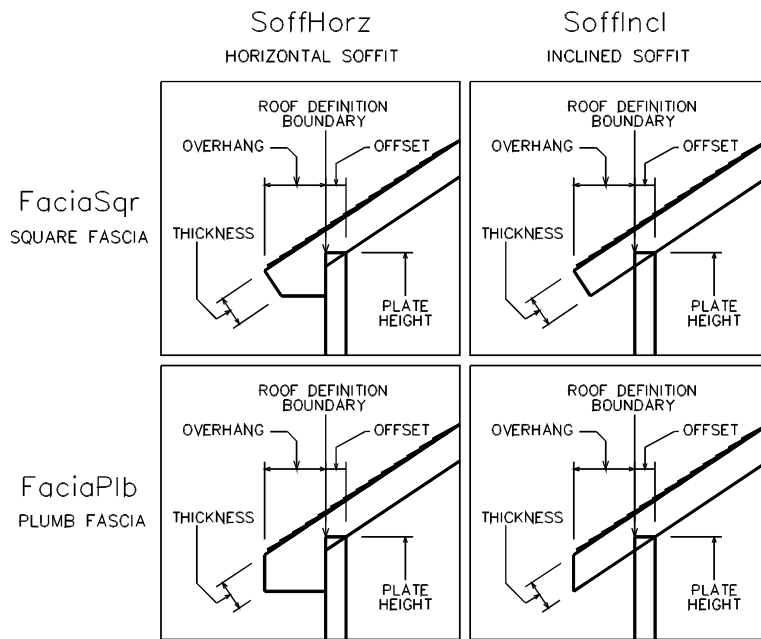 SoffHorz
HORIZONTAL SOFFIT
SoffIncl
INCLINED SOFFIT
FaciaSqr
SQUARE FASCIA
ROOF DEFINITION
BOUNDARY
OVERHANG
OFFSET
THICKNESS
PLATE
HEIGHT
ROOF DEFINITION
BOUNDARY
OVERHANG
OFFSET
THICKNESS
PLATE
HEIGHT
FaciaPlb
PLUMB FASCIA
ROOF DEFINITION
BOUNDARY
OVERHANG
OFFSET
THICKNESS
PLATE
HEIGHT
ROOF DEFINITION
BOUNDARY
OVERHANG
OFFSET
THICKNESS
PLATE
HEIGHT